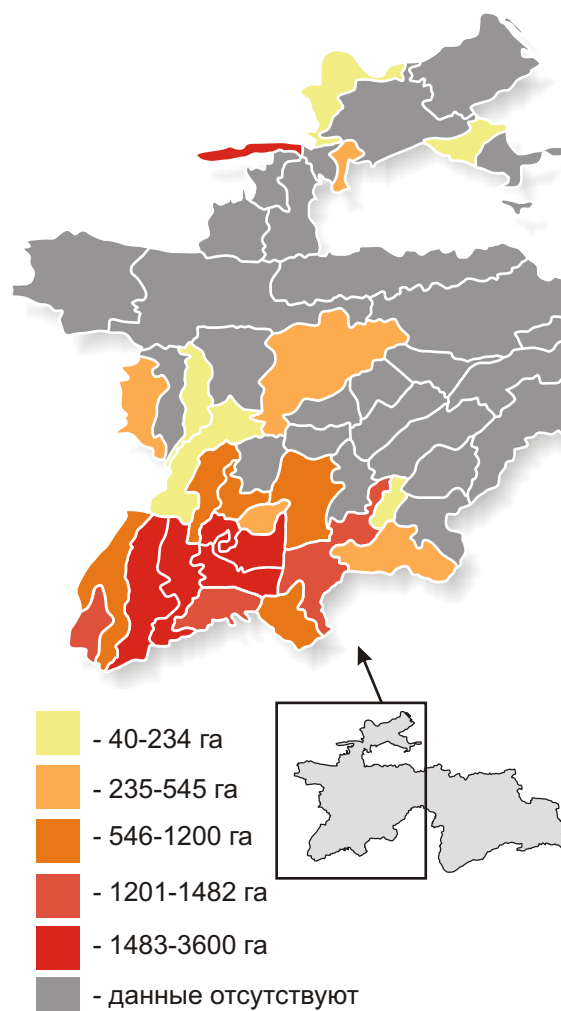 - 40-234 га
- 235-545 га
- 546-1200 га
- 1201-1482 га
- 1483-3600 га
- данные отсутствуют